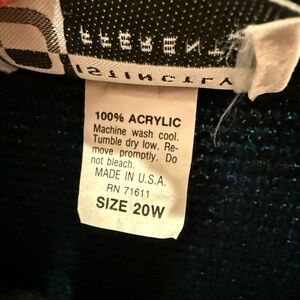 100% ACRYLIC
Machine wash cool.
Tumble dry low. Re-
move promptly. Do
not bleach.
MADE IN U.S.A.
RN 71611
SIZE 20W